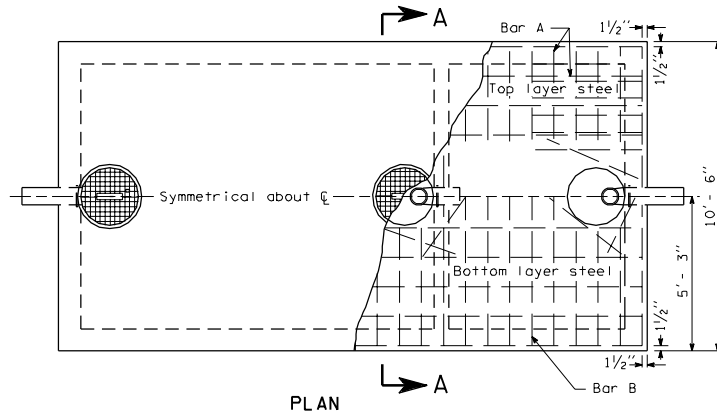 A
Bar A
1½"
1½"
Top layer steel
Symmetrical about ℄
10' - 6"
5' - 3"
Bottom layer steel
1½"
1½"
A
Bar B
PLAN